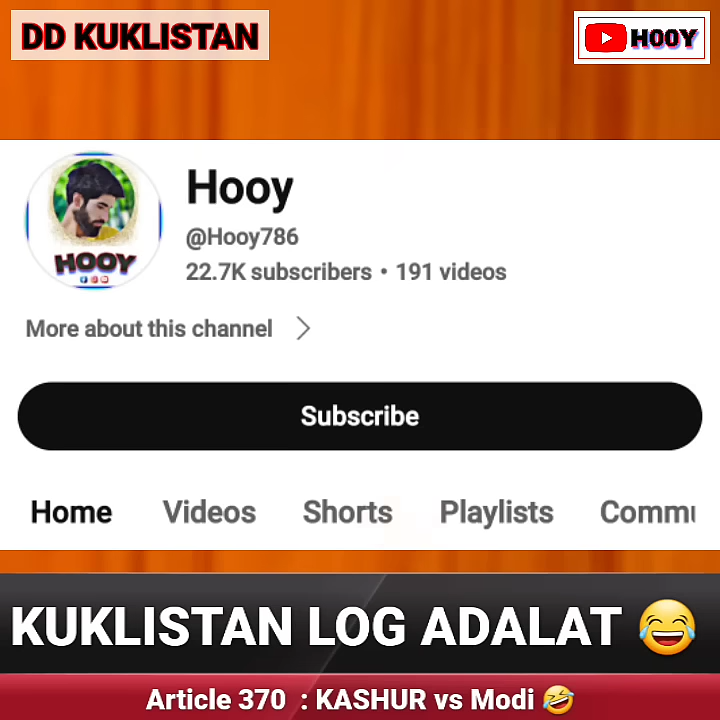 DD KUKLISTAN
HOOY
HOOY
Hooy
@Hooy786
22.7K subscribers • 191 videos
More about this channel
Subscribe
Home Videos Shorts Playlists Commu
KUKLISTAN LOG ADALAT 😂
Article 370 : KASHUR vs Modi 🤣